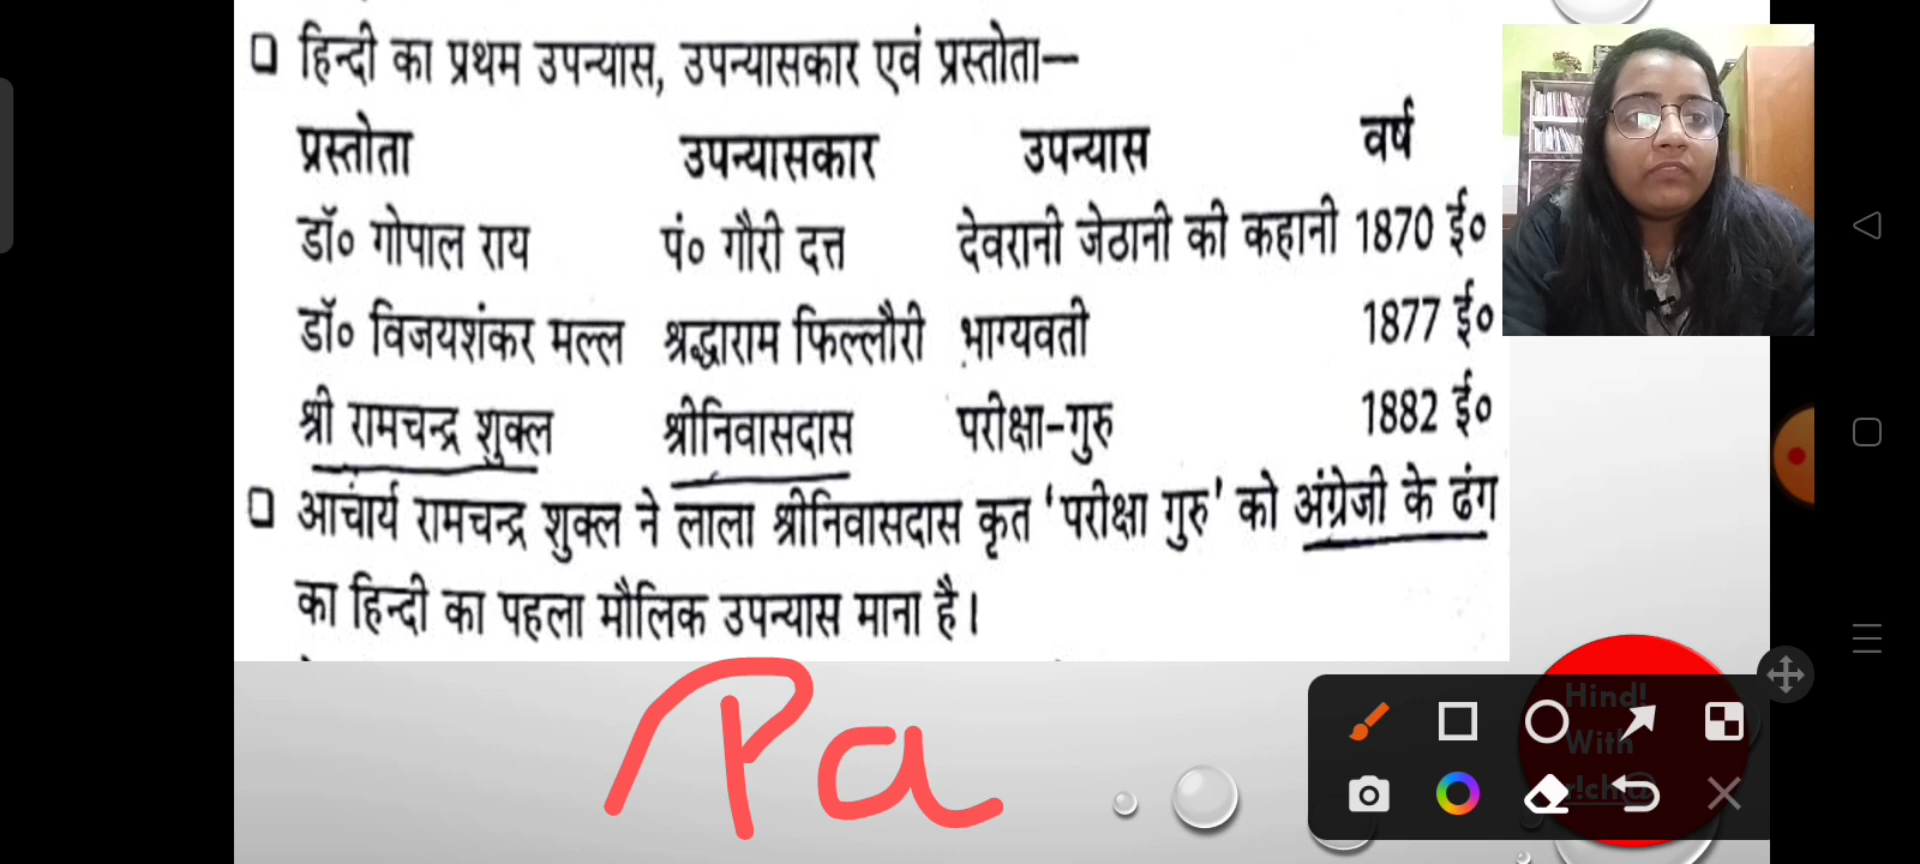 ❑ हिन्दी का प्रथम उपन्यास, उपन्यासकार एवं प्रस्तोता—
प्रस्तोता उपन्यासकार उपन्यास वर्ष
डॉ० गोपाल राय पं० गौरी दत्त देवरानी जेठानी की कहानी 1870 ई०
डॉ० विजयशंकर मल्ल श्रद्धाराम फिल्लौरी भाग्यवती 1877 ई०
श्री रामचन्द्र शुक्ल श्रीनिवासदास परीक्षा-गुरु 1882 ई०
❑ आचार्य रामचन्द्र शुक्ल ने लाला श्रीनिवासदास कृत 'परीक्षा गुरु' को अंग्रेजी के ढंग
का हिन्दी का पहला मौलिक उपन्यास माना है।
Pa
Hind!
With